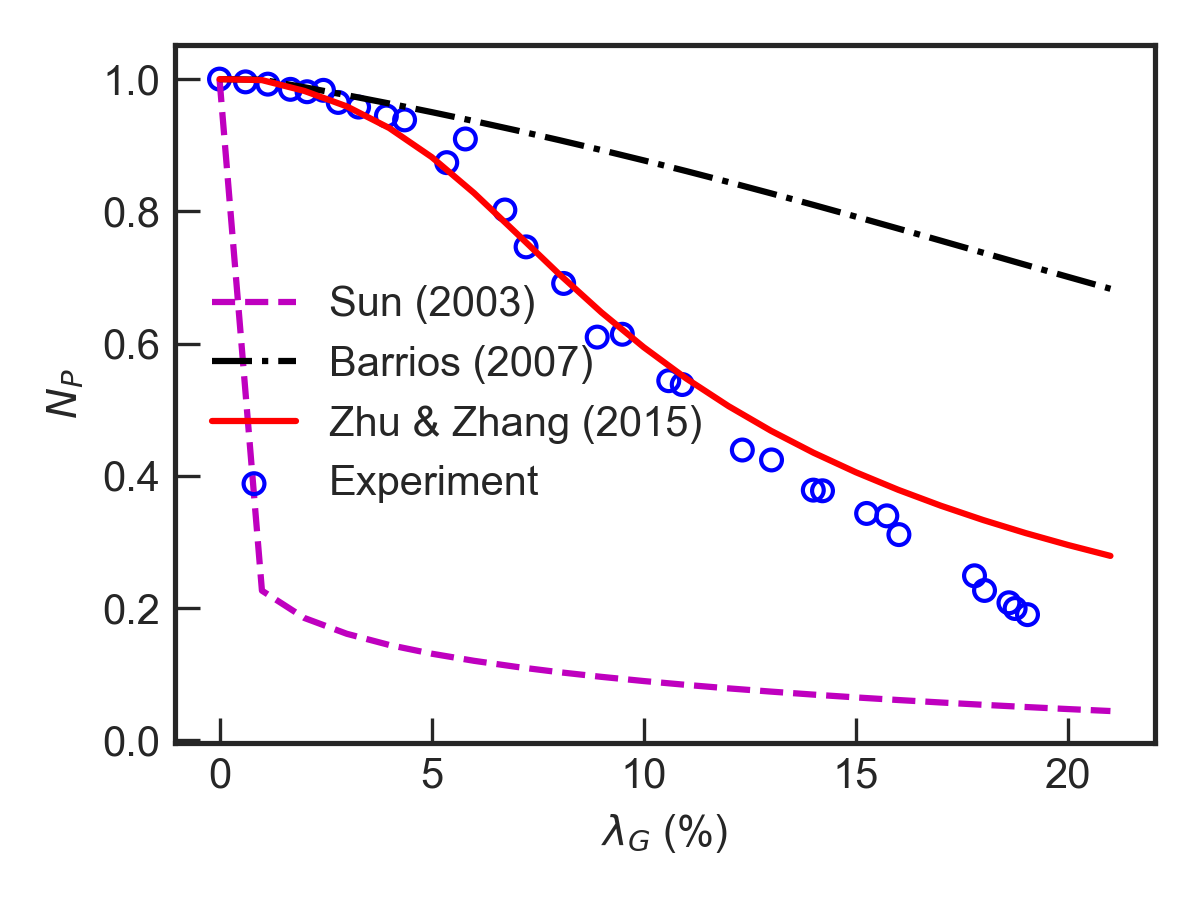 1.0
0.8
0.6
0.4
0.2
0.0
N_P
Sun (2003)
Barrios (2007)
Zhu & Zhang (2015)
Experiment
0 5 10 15 20
λ_G (%)